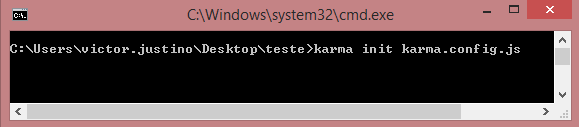 C:\Windows\system32\cmd.exe
C:\Users\victor.justino\Desktop\teste>karma init karma.config.js